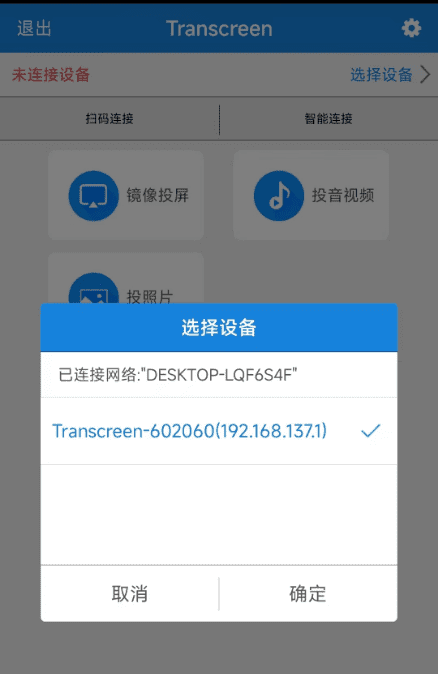 退出
Transcreen
未连接设备
选择设备
扫码连接
智能连接
镜像投屏
投音视频
投照片
选择设备
已连接网络:"DESKTOP-LQF6S4F"
Transcreen-602060(192.168.137.1)
取消
确定